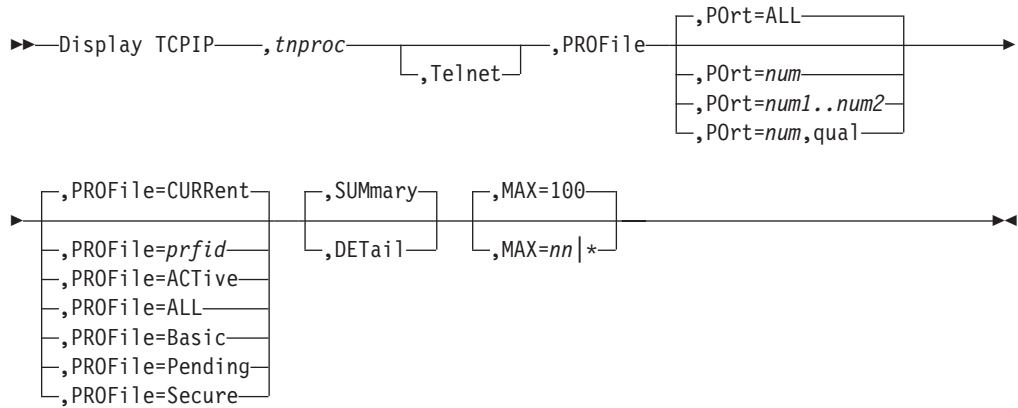 ,POrt=ALL
Display TCPIP ,tnproc ,PROFile
,Telnet ,POrt=num
,POrt=num1..num2
,POrt=num,qual
,PROFile=CURRent ,SUMmary ,MAX=100
,PROFile=prfid ,DETail ,MAX=nn|*
,PROFile=ACTive
,PROFile=ALL
,PROFile=Basic
,PROFile=Pending
,PROFile=Secure